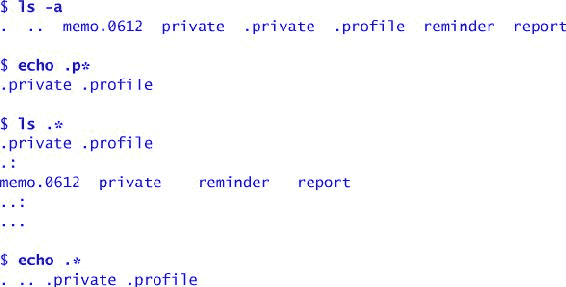 $ ls -a
. .. memo.0612 private .private .profile reminder report
$ echo .p*
.private .profile
$ ls .*
.private .profile
.:
memo.0612 private reminder report
..:
...
$ echo .*
. .. .private .profile